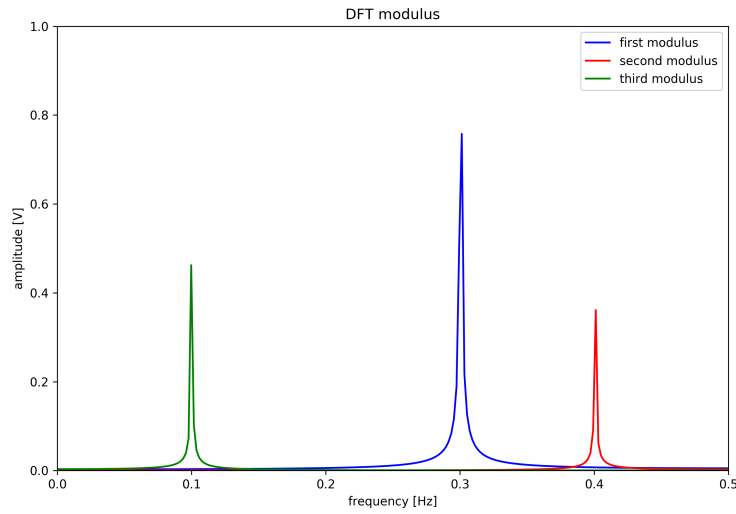 DFT modulus
first modulus
second modulus
third modulus
amplitude [V]
1.0
0.8
0.6
0.4
0.2
0.0
0.0 0.1 0.2 0.3 0.4 0.5
frequency [Hz]